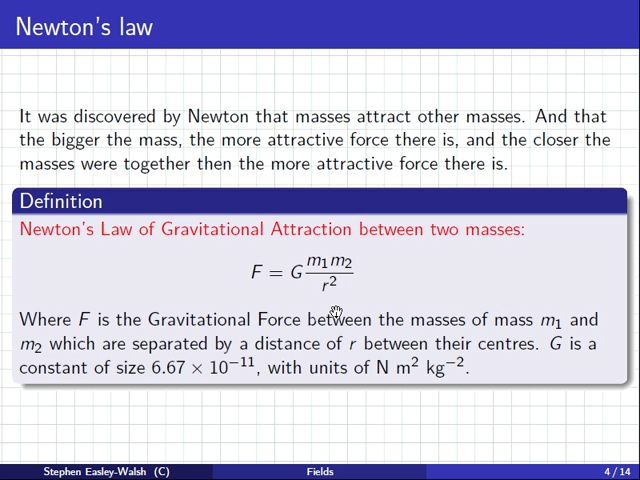 Newton's law
It was discovered by Newton that masses attract other masses. And that
the bigger the mass, the more attractive force there is, and the closer the
masses were together then the more attractive force there is.
Definition
Newton's Law of Gravitational Attraction between two masses:
F = G m₁m₂ / r²
Where F is the Gravitational Force between the masses of mass m₁ and
m₂ which are separated by a distance of r between their centres. G is a
constant of size 6.67 × 10⁻¹¹, with units of N m² kg⁻².
Stephen Easley-Walsh (C) Fields 4 / 14